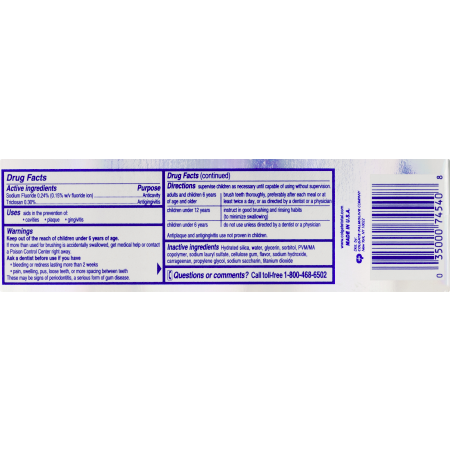 Drug Facts
Active ingredients Purpose
Sodium Fluoride 0.24% (0.15% w/v fluoride ion) Anticavity
Triclosan 0.30% Antigingivitis
Uses aids in the prevention of:
• cavities • plaque • gingivitis
Warnings
Keep out of the reach of children under 6 years of age.
If more than used for brushing is accidentally swallowed, get medical help or contact
a Poison Control Center right away.
Ask a dentist before use if you have
• bleeding or redness lasting more than 2 weeks
• pain, swelling, pus, loose teeth, or more spacing between teeth
These may be signs of periodontitis, a serious form of gum disease.
Drug Facts (continued)
Directions supervise children as necessary until capable of using without supervision.
adults and children 6 years of age and older
brush teeth thoroughly, preferably after each meal or at
least twice a day, or as directed by a dentist or a physician
children under 12 years
instruct in good brushing and rinsing habits
(to minimize swallowing)
children under 6 years
do not use unless directed by a dentist or a physician
Antiplaque and antigingivitis use not proven in children.
Inactive ingredients Hydrated silica, water, glycerin, sorbitol, PVM/MA
copolymer, sodium lauryl sulfate, cellulose gum, flavor, sodium hydroxide,
carrageenan, propylene glycol, sodium saccharin, titanium dioxide
Questions or comments? Call toll-free 1-800-468-6502
www.colgatetotal.com
MADE IN U.S.A.
Dist. by:
COLGATE-PALMOLIVE COMPANY
New York, NY 10022
0 35000 74540 8